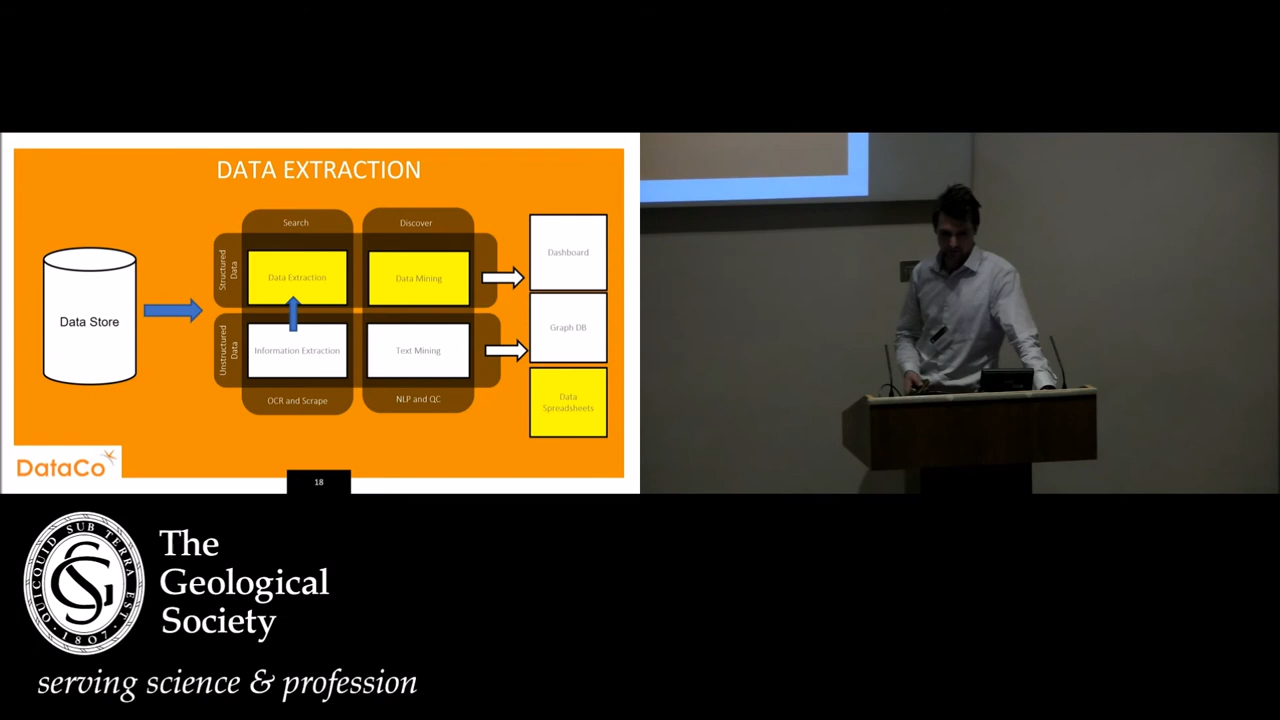 DATA EXTRACTION
Search
Discover
Structured
Data
Data Extraction
Data Mining
Dashboard
Data Store
Graph DB
Unstructured
Data
Information Extraction
Text Mining
OCR and Scrape
NLP and QC
Data
Spreadsheets
DataCo
18
QUICQUID SUB TERRA EST
1807
The
Geological
Society
serving science & profession